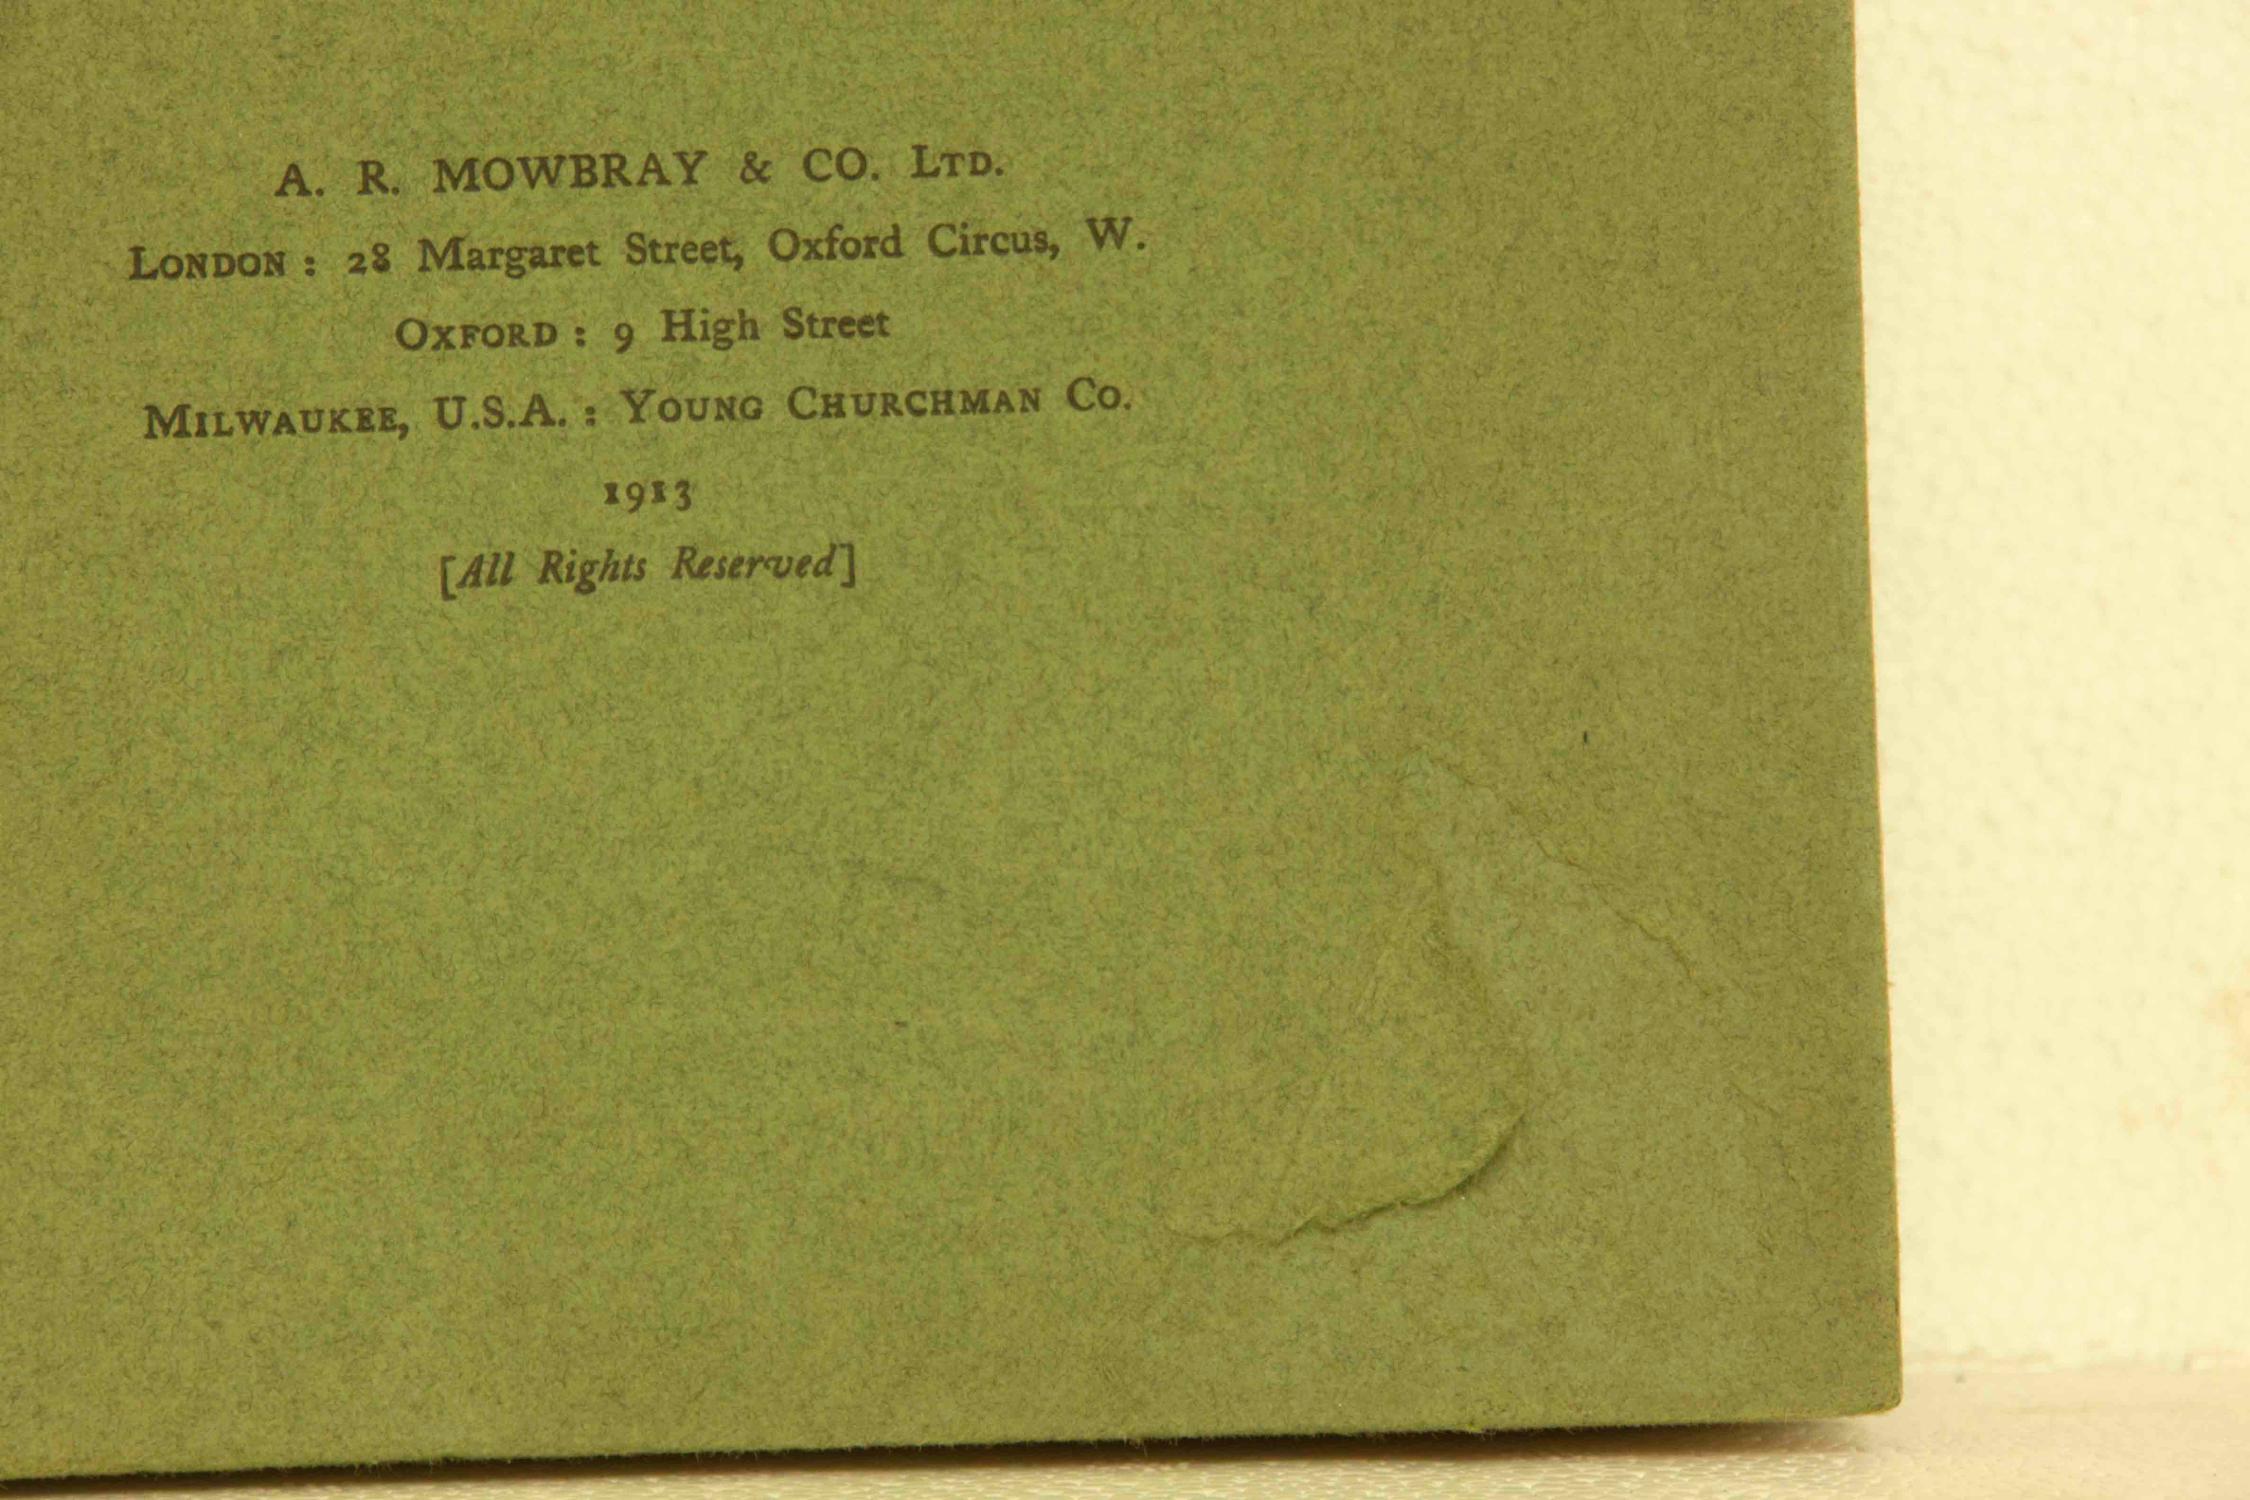 A. R. MOWBRAY & CO. LTD.
LONDON : 28 Margaret Street, Oxford Circus, W.
OXFORD : 9 High Street
MILWAUKEE, U.S.A. : YOUNG CHURCHMAN CO.
1913
[All Rights Reserved]